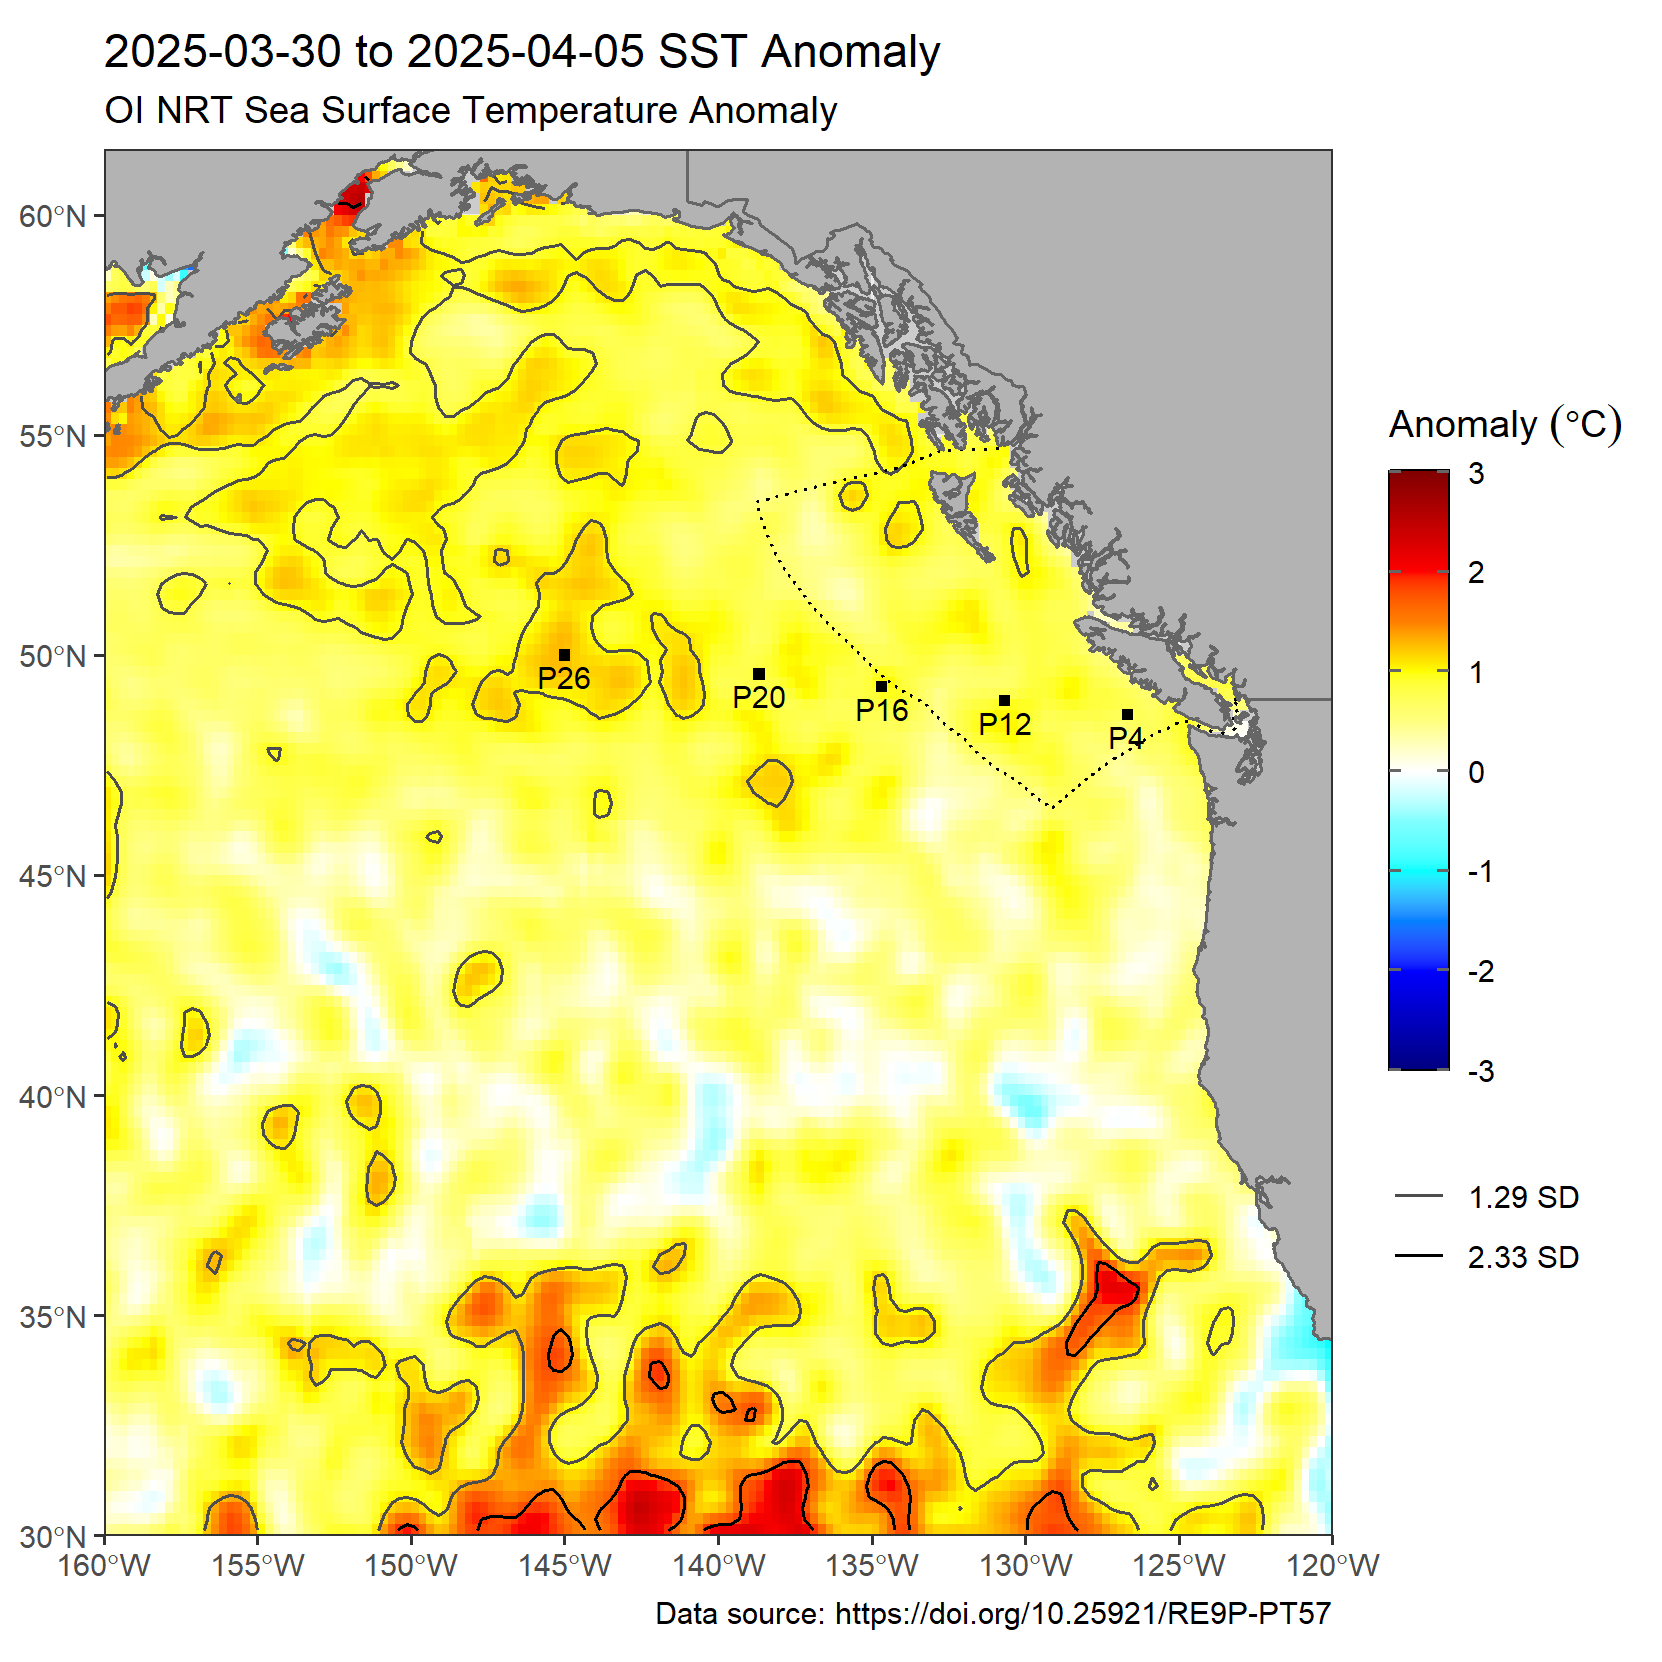 2025-03-30 to 2025-04-05 SST Anomaly
OI NRT Sea Surface Temperature Anomaly
60°N
55°N
50°N
45°N
40°N
35°N
30°N
P26
P20
P16
P12
P4
160°W
155°W
150°W
145°W
140°W
135°W
130°W
125°W
120°W
Anomaly (°C)
3
2
1
0
-1
-2
-3
1.29 SD
2.33 SD
Data source: https://doi.org/10.25921/RE9P-PT57